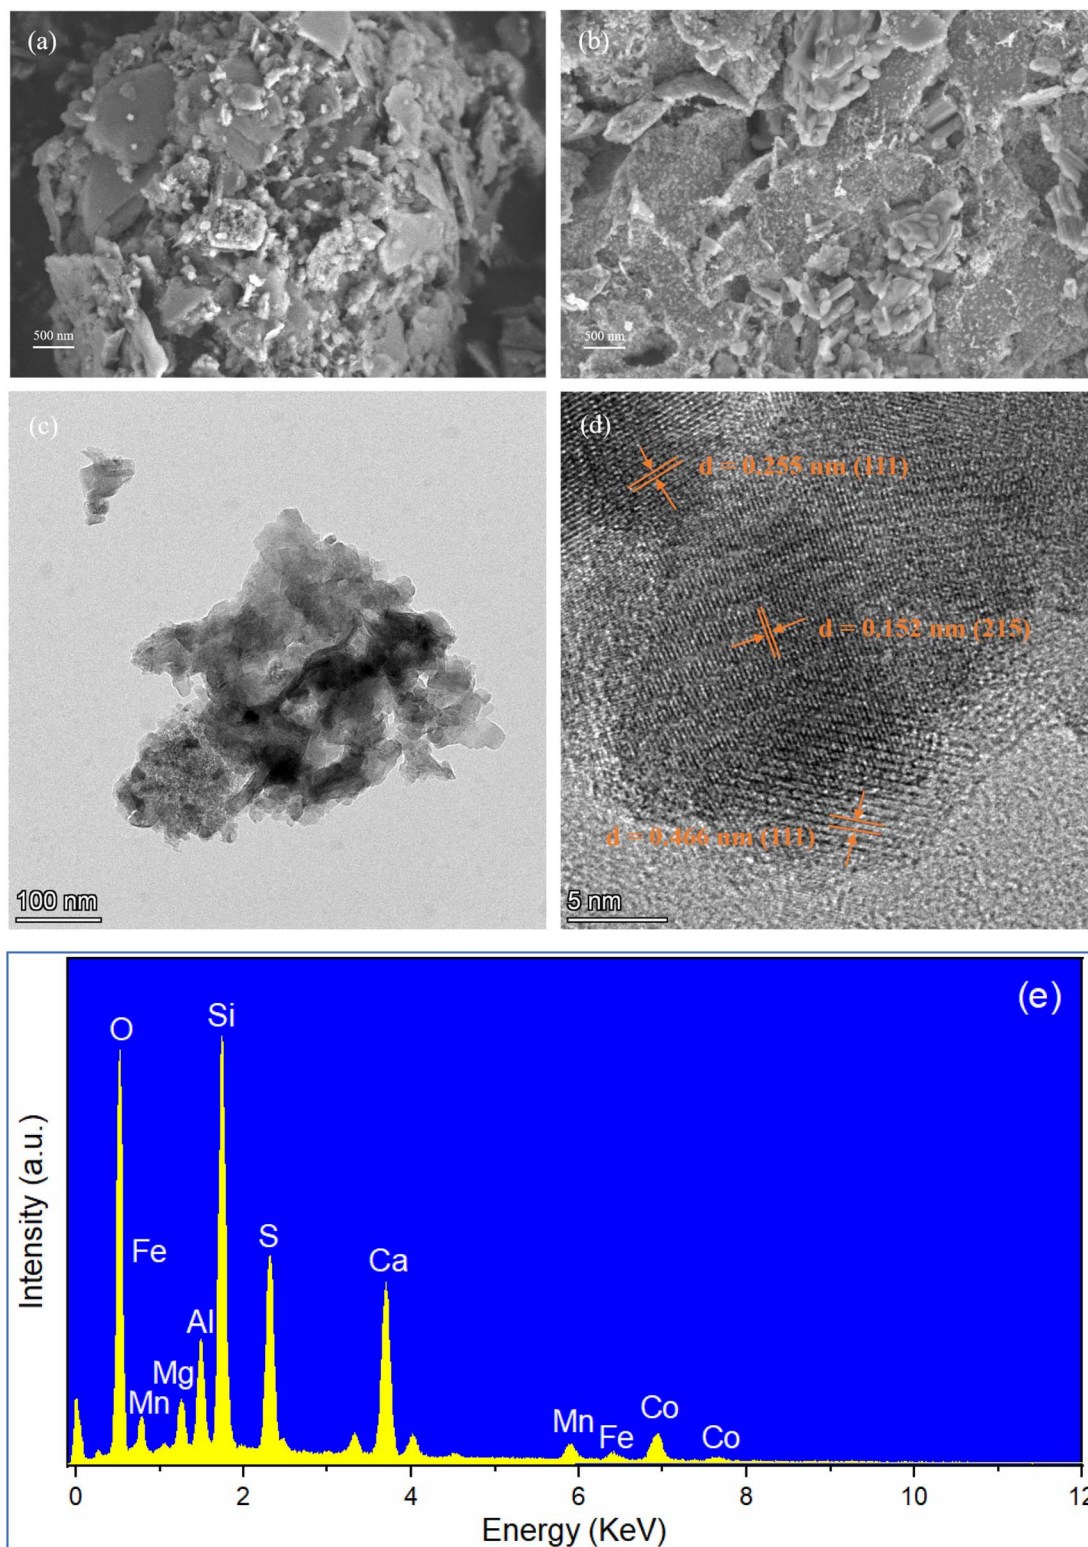 (a)
500 nm
(b)
500 nm
(c)
100 nm
(d)
d = 0.255 nm (111)
d = 0.152 nm (215)
d = 0.466 nm (111)
5 nm
(e)
O
Si
Fe
S
Ca
Al
Mg
Mn
Mn
Fe
Co
Co
Intensity (a.u.)
0
2
4
6
8
10
12
Energy (KeV)